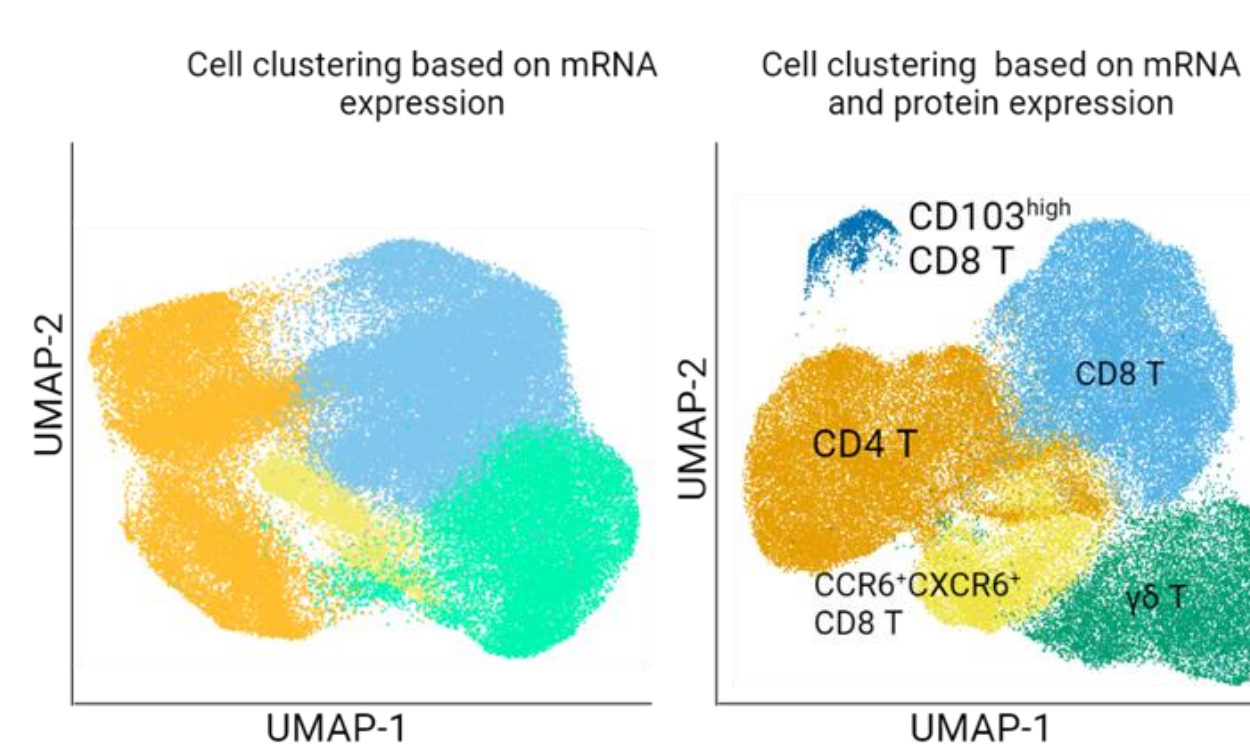 Cell clustering based on mRNA
expression
UMAP-2
UMAP-1
Cell clustering based on mRNA
and protein expression
UMAP-2
CD103high
CD8 T
CD8 T
CD4 T
CCR6+CXCR6+
CD8 T
γδ T
UMAP-1